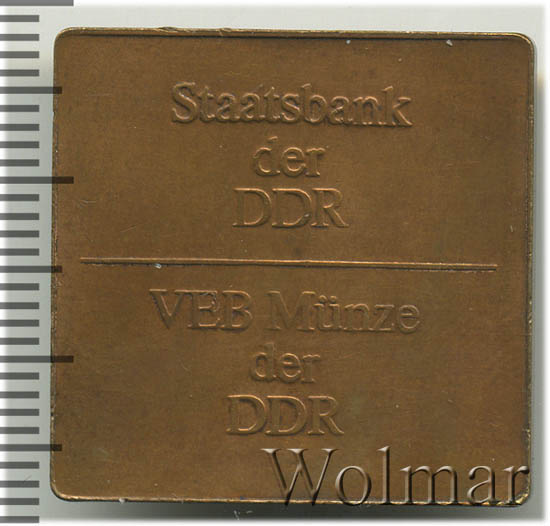 Staatsbank
der
DDR
VEB Münze
der
DDR
Wolmar